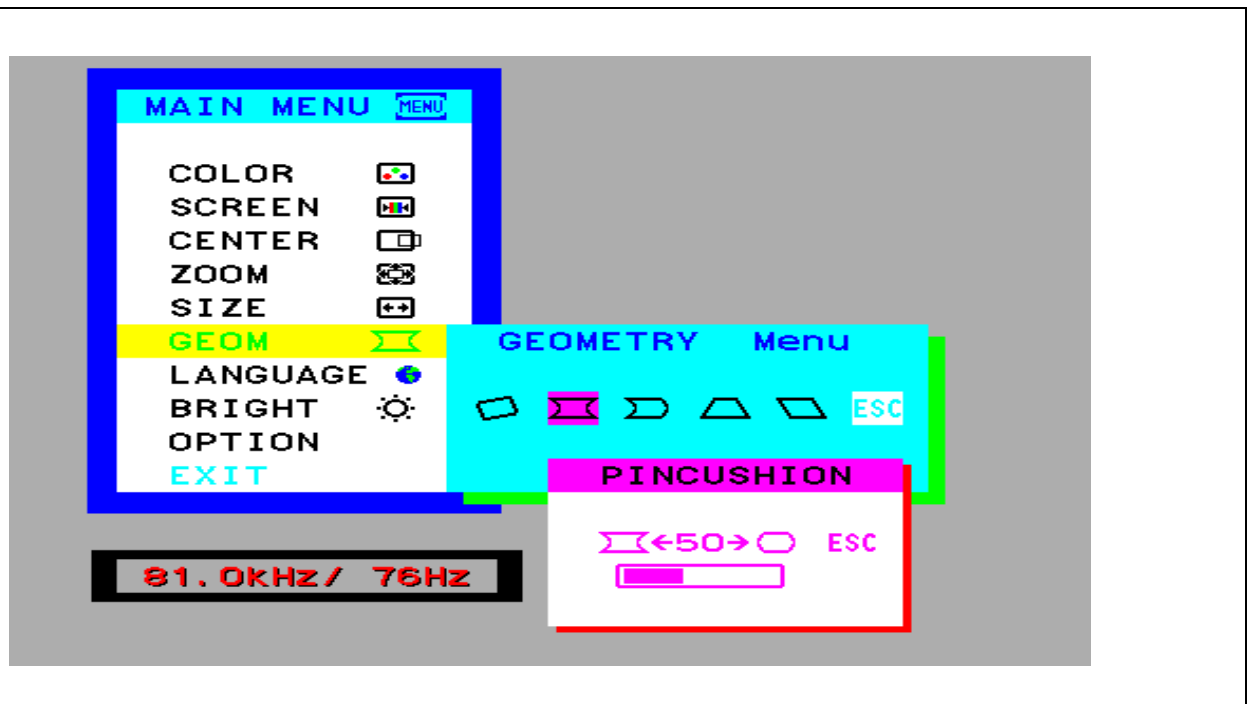 MAIN MENU MENU
COLOR
SCREEN
CENTER
ZOOM
SIZE
GEOM
GEOMETRY Menu
LANGUAGE
BRIGHT
ESC
OPTION
EXIT
PINCUSHION
←50→ ESC
81.0kHz/ 76Hz